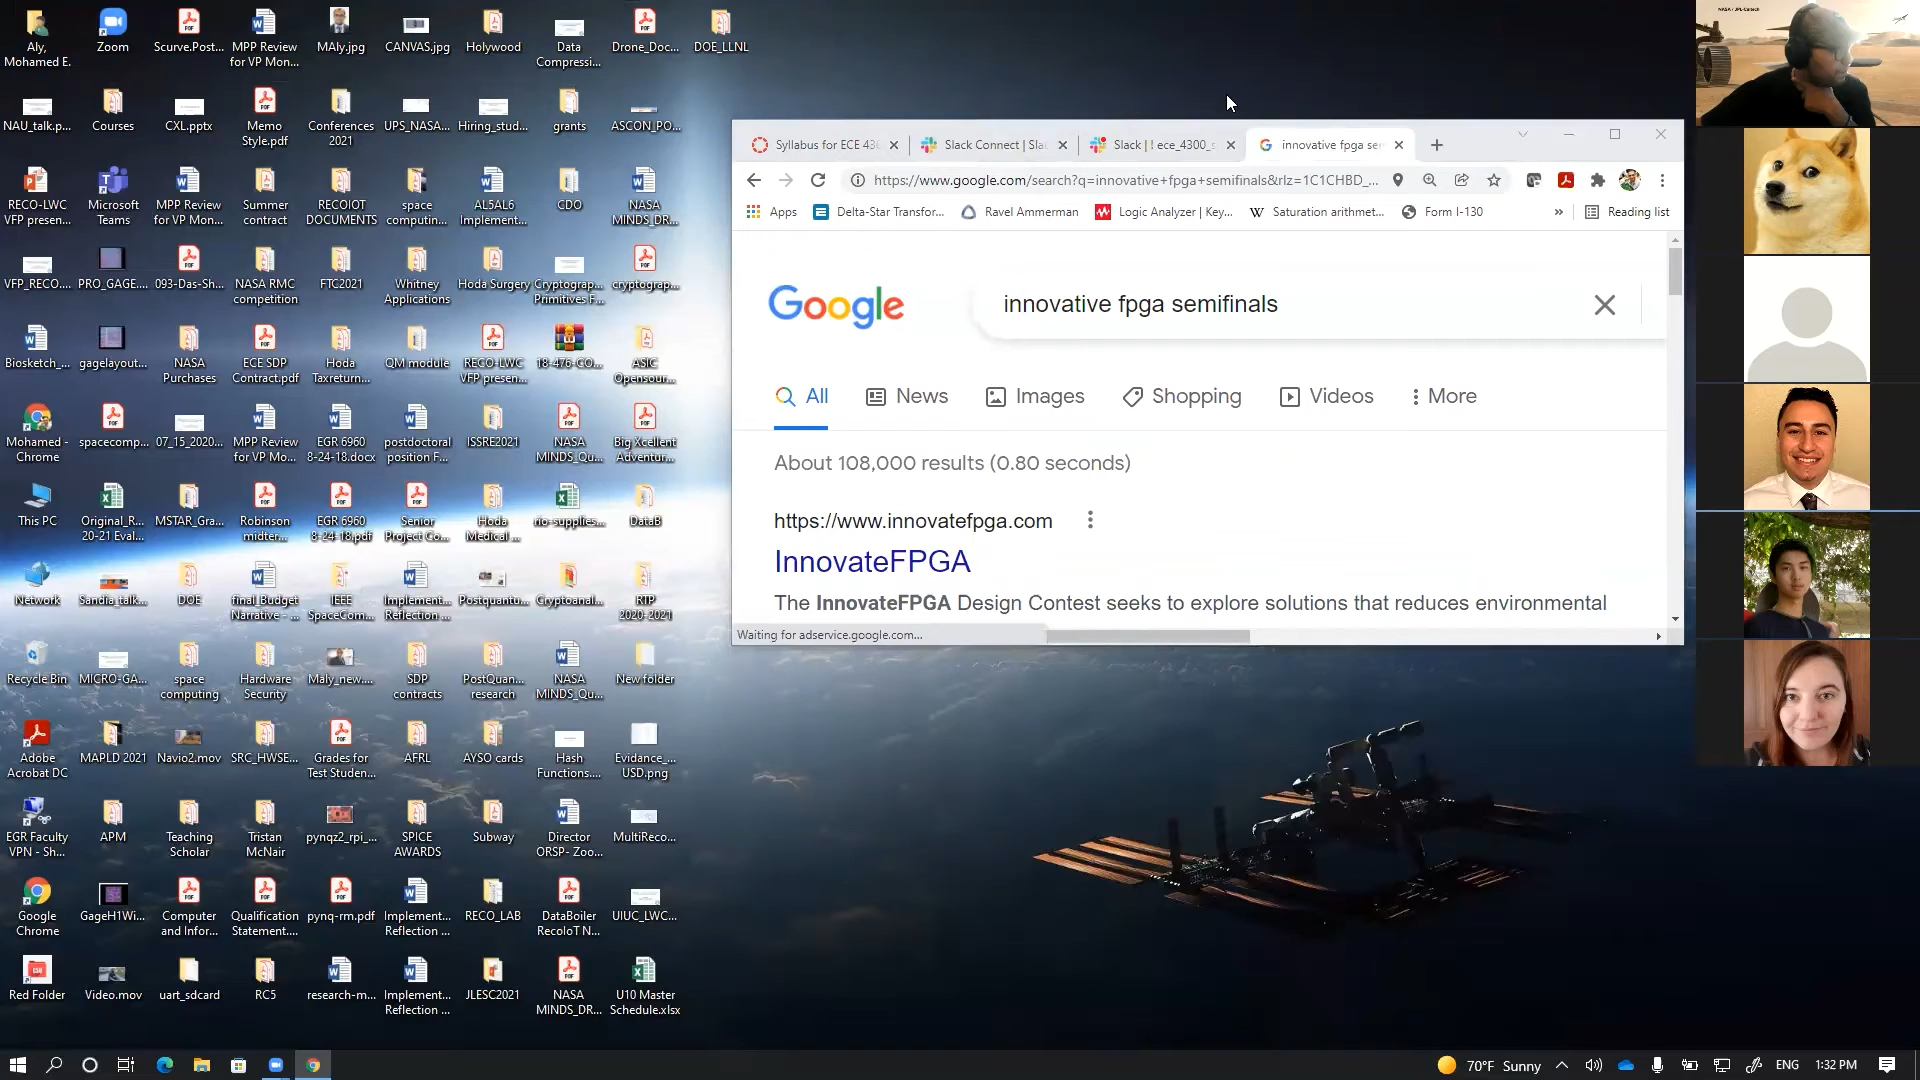 Aly,
Mohamed E.
Zoom
Scurve.Post...
MPP Review
for VP Mon...
MAly.jpg
CANVAS.jpg
Holywood
Data
Compressi...
Drone_Doc...
DOE_LLNL
NAU_talk.p...
Courses
CXL.pptx
Memo
Style.pdf
Conferences
2021
UPS_NASA...
Hiring_stud...
grants
ASCON_PO...
RECO-LWC
VFP presen...
Microsoft
Teams
MPP Review
for VP Mon...
Summer
contract
RECOIOT
DOCUMENTS
space
computin...
AL5AL6
Implement...
CDO
NASA
MINDS_DR...
VFP_RECO....
PRO_GAGE....
093-Das-Sh...
NASA RMC
competition
FTC2021
Whitney
Applications
Hoda Surgery
Cryptograp...
Primitives F...
cryptograp...
Biosketch_...
gagelayout...
NASA
Purchases
ECE SDP
Contract.pdf
Hoda
Taxreturn...
QM module
RECO-LWC
VFP presen...
18-476-CO...
ASIC
Opensour...
Mohamed -
Chrome
spacecomp...
07_15_2020...
MPP Review
for VP Mo...
EGR 6960
8-24-18.docx
postdoctoral
position F...
ISSRE2021
NASA
MINDS_Qu...
Big Xcellent
Adventur...
This PC
Original_R...
20-21 Eval...
MSTAR_Gra...
Robinson
midter...
EGR 6960
8-24-18.pdf
Senior
Project Co...
Hoda
Medical ...
rio-supplies...
DataB
Network
Sandia_talk...
DOE
final_Budget
Narrative - ...
IEEE
SpaceCom...
Implement...
Reflection ...
Postquantu...
Cryptoanal...
RTP
2020-2021
Recycle Bin
MICRO-GA...
space
computing
Hardware
Security
Maly_new....
SDP
contracts
PostQuan...
research
NASA
MINDS_Qu...
New folder
Adobe
Acrobat DC
MAPLD 2021
Navio2.mov
SRC_HWSE...
Grades for
Test Studen...
AFRL
AYSO cards
Hash
Functions....
Evidance_...
USD.png
EGR Faculty
VPN - Sh...
APM
Teaching
Scholar
Tristan
McNair
pynqz2_rpi_...
SPICE
AWARDS
Subway
Director
ORSP- Zoo...
MultiReco...
Google
Chrome
GageH1Wi...
Computer
and Infor...
Qualification
Statement....
pynq-rm.pdf
Implement...
Reflection ...
RECO_LAB
DataBoiler
RecoIoT N...
UIUC_LWC...
Red Folder
Video.mov
uart_sdcard
RC5
research-m...
Implement...
Reflection ...
JLESC2021
NASA
MINDS_DR...
U10 Master
Schedule.xlsx
Syllabus for ECE 430
Slack Connect | Slac
Slack | ! ece_4300_s
innovative fpga sem
https://www.google.com/search?q=innovative+fpga+semifinals&rlz=1C1CHBD_...
Apps
Delta-Star Transfor...
Ravel Ammerman
Logic Analyzer | Key...
Saturation arithmet...
Form I-130
»
Reading list
Google
innovative fpga semifinals
All
News
Images
Shopping
Videos
More
About 108,000 results (0.80 seconds)
https://www.innovatefpga.com
InnovateFPGA
The InnovateFPGA Design Contest seeks to explore solutions that reduces environmental
Waiting for adservice.google.com...
NASA / JPL-Caltech
70°F Sunny
ENG
1:32 PM